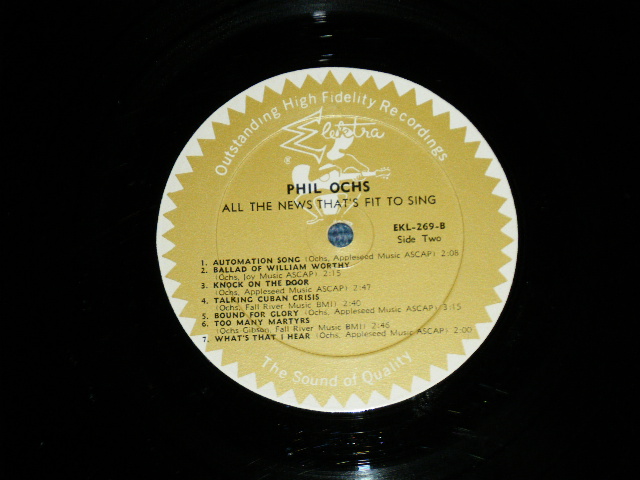 Outstanding High Fidelity Recordings
Elektra
PHIL OCHS
ALL THE NEWS THAT'S FIT TO SING
EKL-269-B
Side Two
1. AUTOMATION SONG (Ochs, Appleseed Music ASCAP) 2:08
2. BALLAD OF WILLIAM WORTHY
(Ochs, Joy Music ASCAP) 2:15
3. KNOCK ON THE DOOR
(Ochs, Appleseed Music ASCAP) 2:47
4. TALKING CUBAN CRISIS
(Ochs, Fall River Music BMI) 2:40
5. BOUND FOR GLORY (Ochs, Appleseed Music ASCAP) 3:15
6. TOO MANY MARTYRS
(Ochs Gibson, Fall River Music BMI) 2:46
7. WHAT'S THAT I HEAR (Ochs, Appleseed Music ASCAP) 2:00
The Sound of Quality